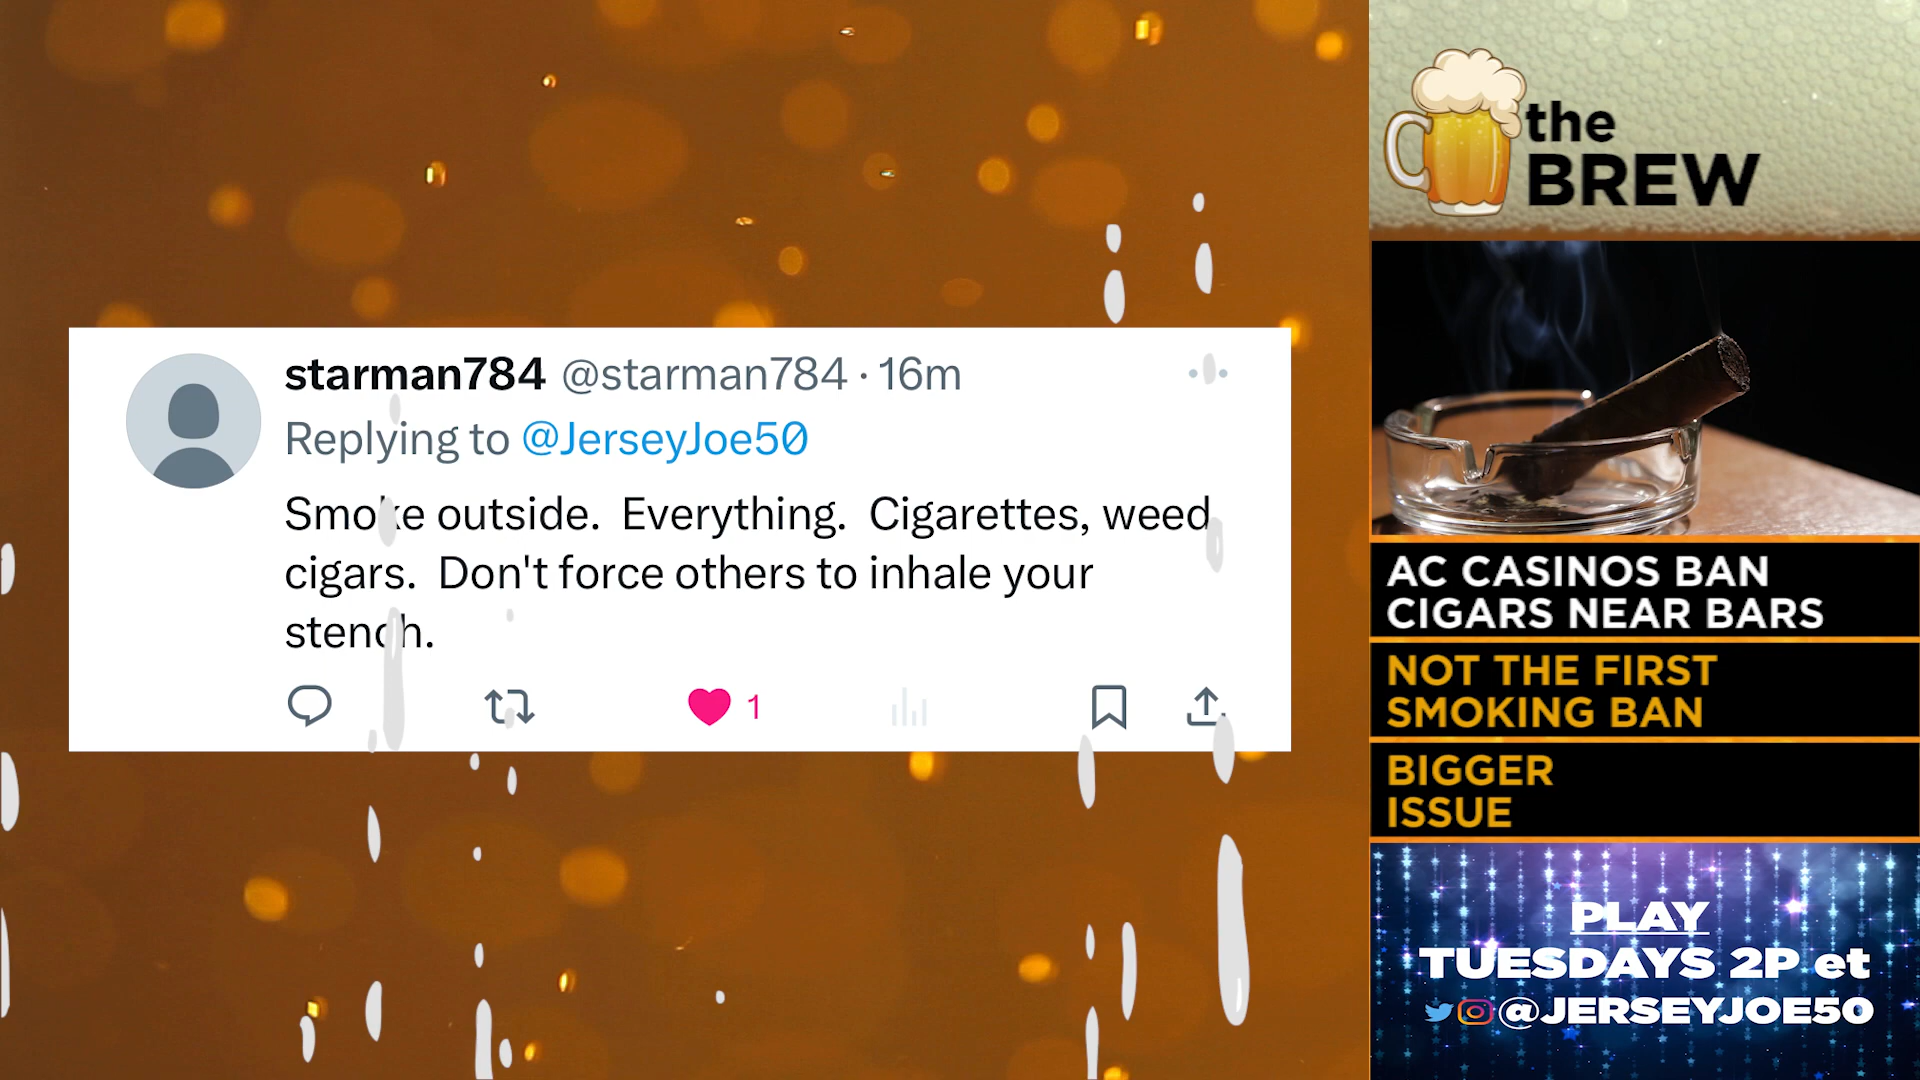 starman784 @starman784 · 16m
Replying to @JerseyJoe50
Smoke outside.  Everything.  Cigarettes, weed
cigars.  Don't force others to inhale your
stench.
1
the
BREW
AC CASINOS BAN
CIGARS NEAR BARS
NOT THE FIRST
SMOKING BAN
BIGGER
ISSUE
PLAY
TUESDAYS 2P et
@JERSEYJOE50